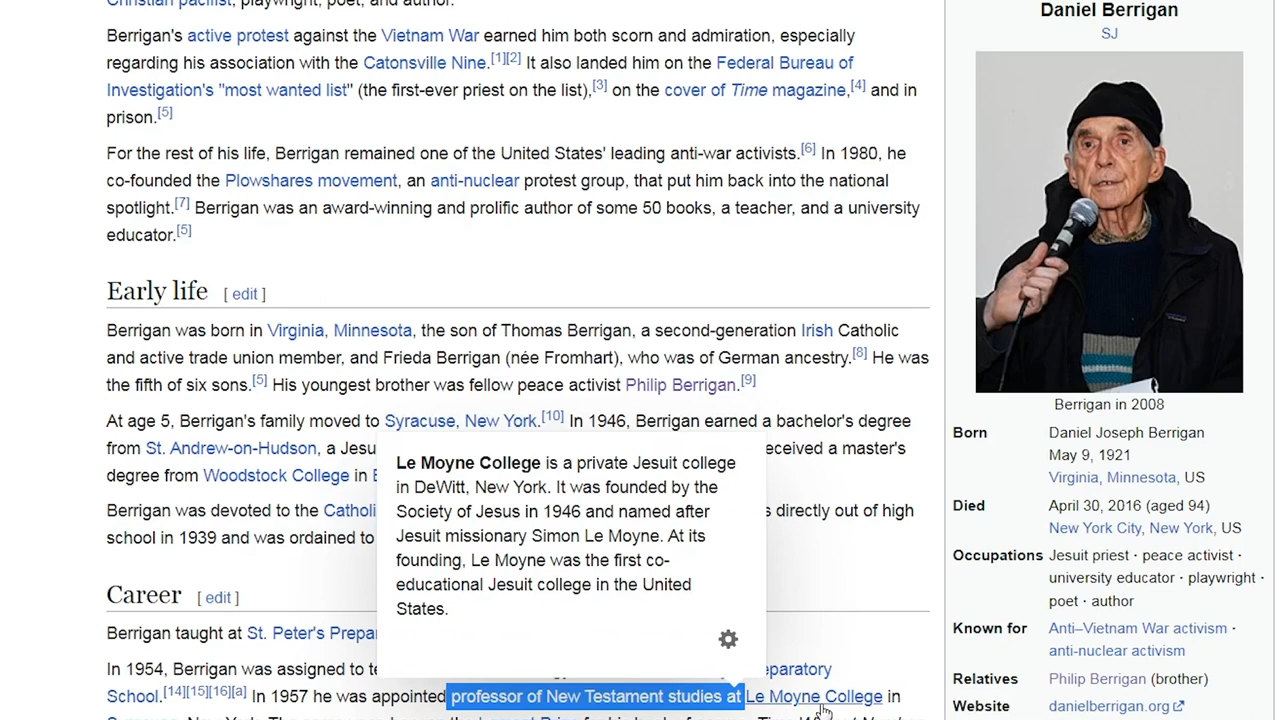 Christian pacifist, playwright, poet, and author.
Berrigan's active protest against the Vietnam War earned him both scorn and admiration, especially
regarding his association with the Catonsville Nine.[1][2] It also landed him on the Federal Bureau of
Investigation's "most wanted list" (the first-ever priest on the list),[3] on the cover of Time magazine,[4] and in
prison.[5]
For the rest of his life, Berrigan remained one of the United States' leading anti-war activists.[6] In 1980, he
co-founded the Plowshares movement, an anti-nuclear protest group, that put him back into the national
spotlight.[7] Berrigan was an award-winning and prolific author of some 50 books, a teacher, and a university
educator.[5]
Early life [ edit ]
Berrigan was born in Virginia, Minnesota, the son of Thomas Berrigan, a second-generation Irish Catholic
and active trade union member, and Frieda Berrigan (née Fromhart), who was of German ancestry.[8] He was
the fifth of six sons.[5] His youngest brother was fellow peace activist Philip Berrigan.[9]
At age 5, Berrigan's family moved to Syracuse, New York.[10] In 1946, Berrigan earned a bachelor's degree
from St. Andrew-on-Hudson, a Jesu
eceived a master's
degree from Woodstock College in
Berrigan was devoted to the Catholi
s directly out of high
school in 1939 and was ordained to
Le Moyne College is a private Jesuit college
in DeWitt, New York. It was founded by the
Society of Jesus in 1946 and named after
Jesuit missionary Simon Le Moyne. At its
founding, Le Moyne was the first co-
educational Jesuit college in the United
States.
Career [ edit ]
Berrigan taught at St. Peter's Prepar
In 1954, Berrigan was assigned to te
eparatory
School.[14][15][16][a] In 1957 he was appointed professor of New Testament studies at Le Moyne College in
Daniel Berrigan
SJ
Berrigan in 2008
Born Daniel Joseph Berrigan
May 9, 1921
Virginia, Minnesota, US
Died April 30, 2016 (aged 94)
New York City, New York, US
Occupations Jesuit priest · peace activist ·
university educator · playwright ·
poet · author
Known for Anti–Vietnam War activism ·
anti-nuclear activism
Relatives Philip Berrigan (brother)
Website danielberrigan.org